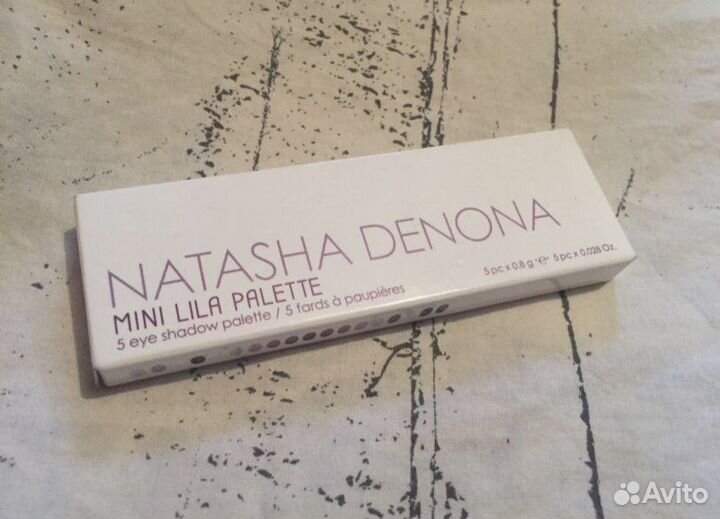 NATASHA DENONA
MINI LILA PALETTE
5 eye shadow palette / 5 fards à paupières
5 pc x 0.8 g ℮ 5 pc x 0.028 Oz.
Avito